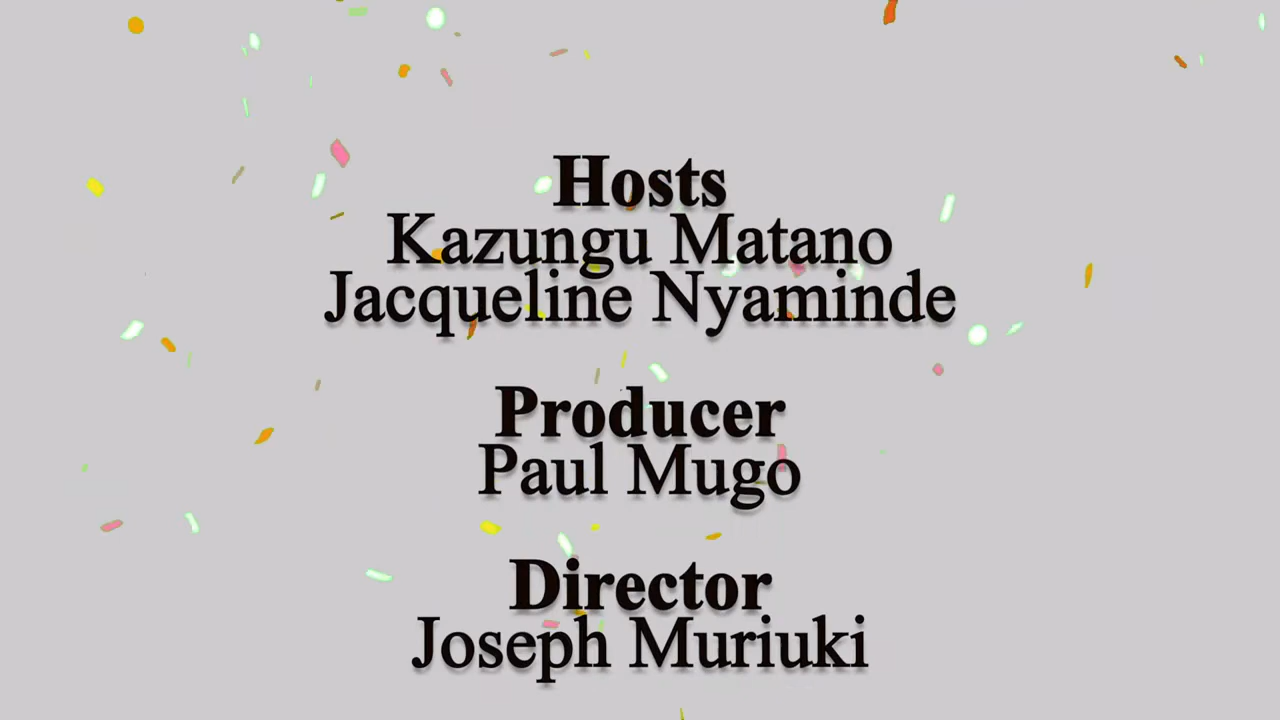 Hosts
Kazungu Matano
Jacqueline Nyaminde
Producer
Paul Mugo
Director
Joseph Muriuki